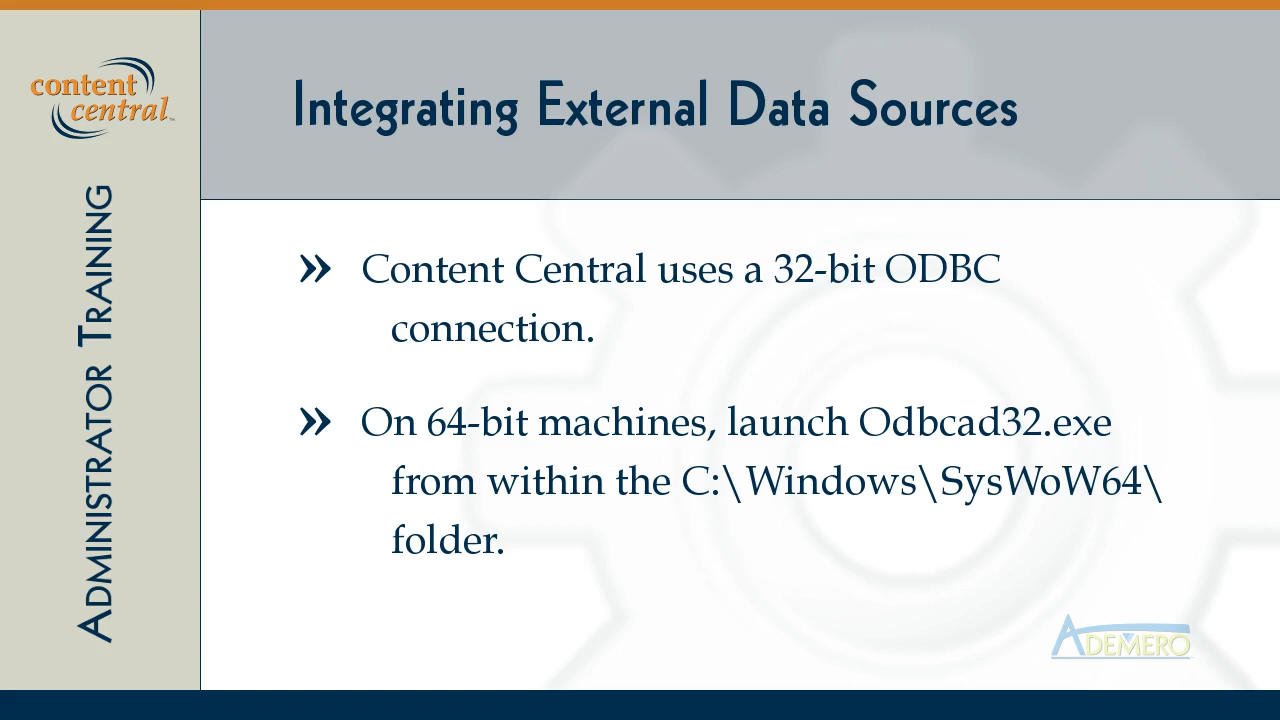 content
central™
ADMINISTRATOR TRAINING
Integrating External Data Sources
» Content Central uses a 32-bit ODBC
connection.
» On 64-bit machines, launch Odbcad32.exe
from within the C:\Windows\SysWoW64\
folder.
ADEMERO